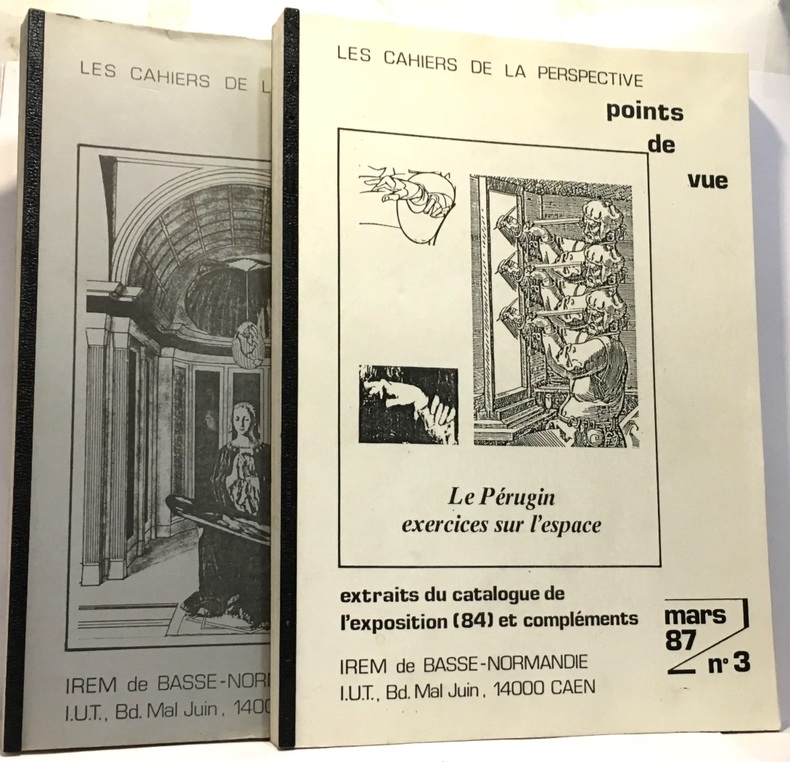 LES CAHIERS DE L
IREM de BASSE-NOR
I.U.T., Bd. Mal Juin, 1400
LES CAHIERS DE LA PERSPECTIVE
points
de
vue
Le Pérugin
exercices sur l'espace
extraits du catalogue de
l'exposition (84) et compléments
mars
87
n° 3
IREM de BASSE-NORMANDIE
I.U.T., Bd. Mal Juin, 14000 CAEN